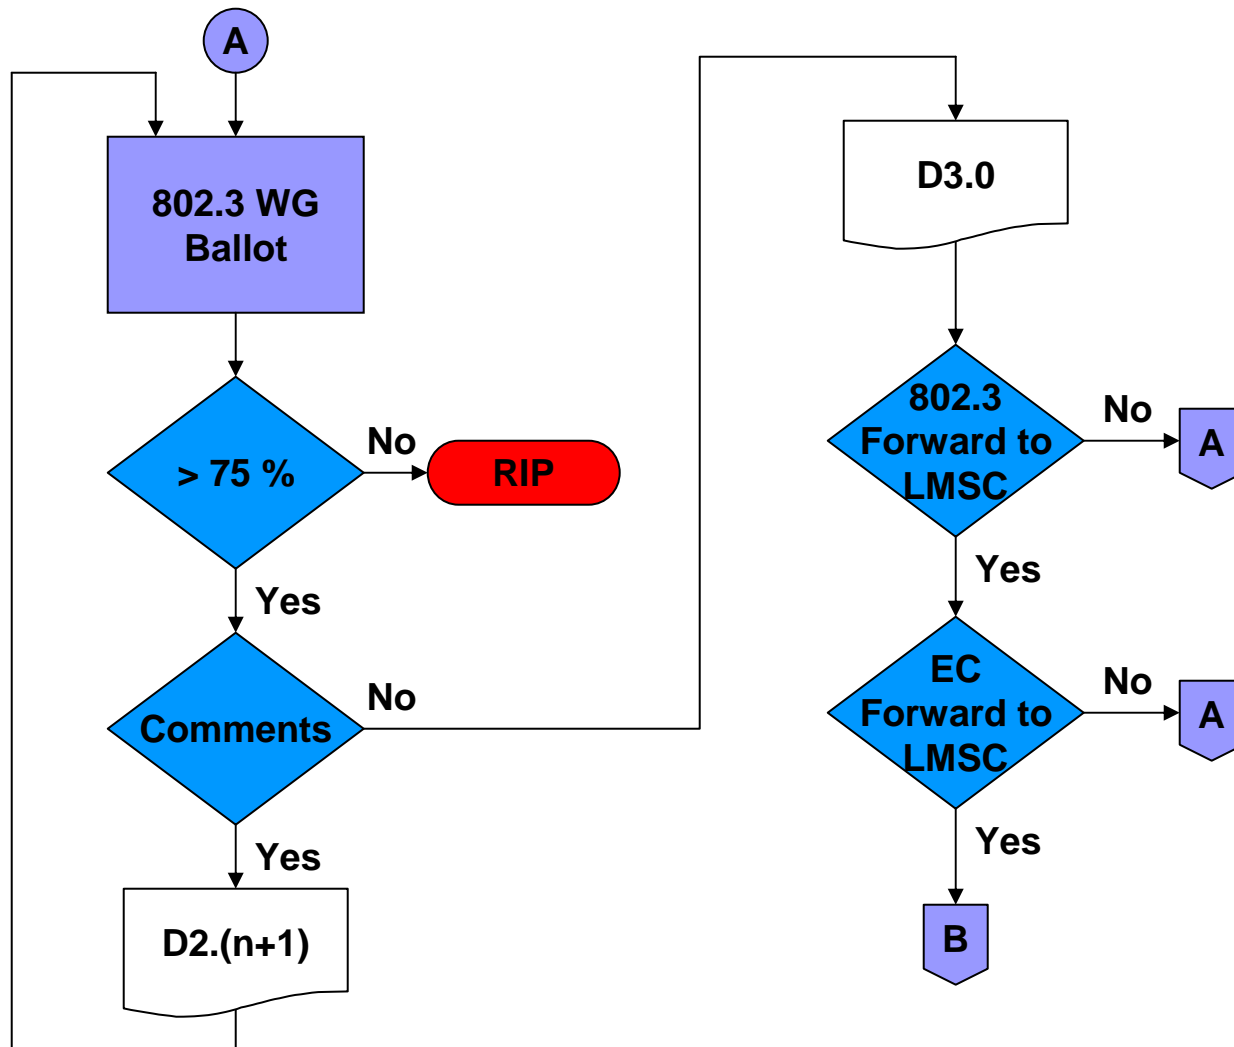 A
802.3 WG
Ballot
> 75 %
No
RIP
Yes
Comments
No
Yes
D2.(n+1)
D3.0
802.3
Forward to
LMSC
No
A
Yes
EC
Forward to
LMSC
No
A
Yes
B